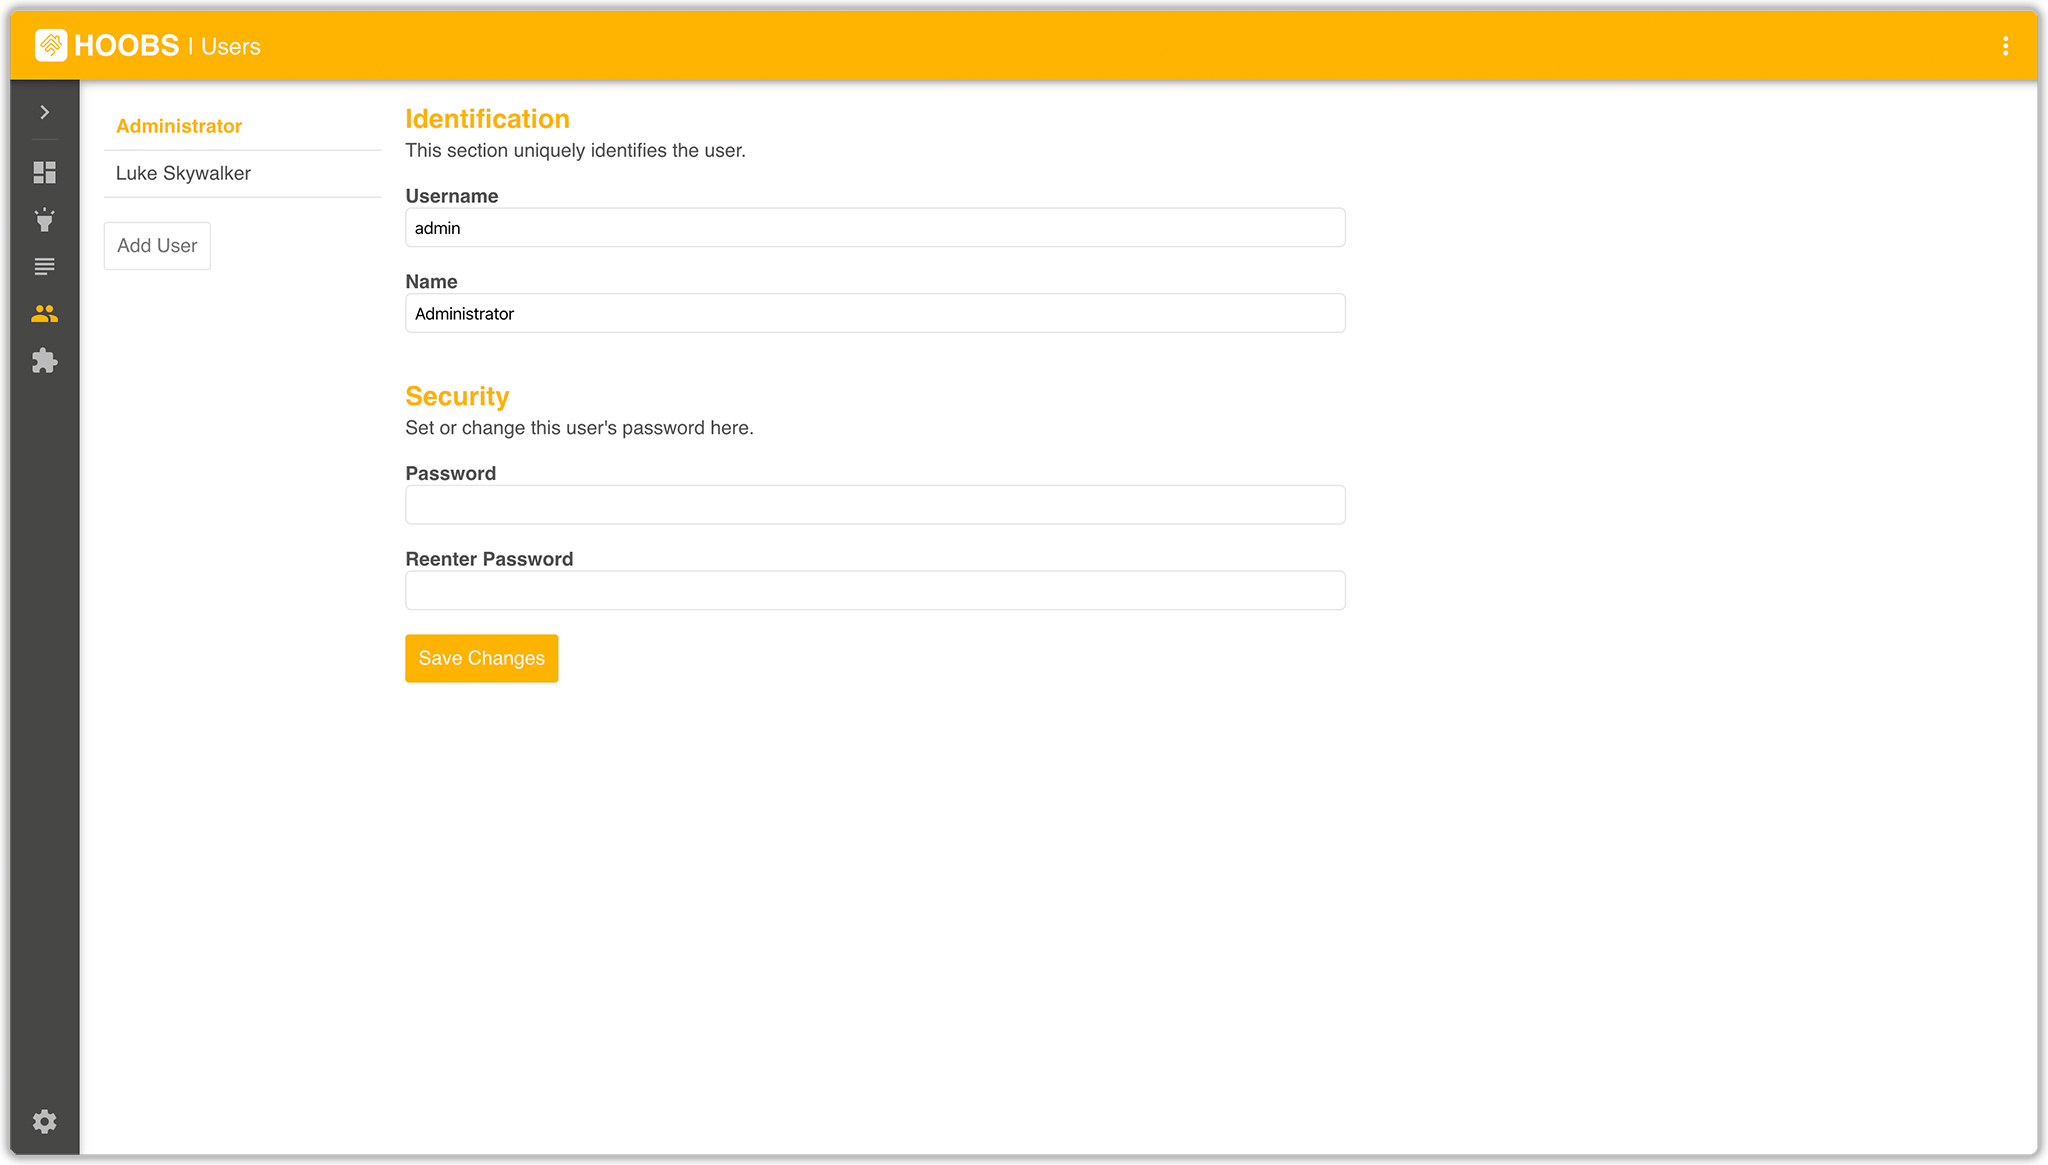 HOOBS | Users
Administrator
Luke Skywalker
Add User
Identification
This section uniquely identifies the user.
Username
admin
Name
Administrator
Security
Set or change this user's password here.
Password
Reenter Password
Save Changes